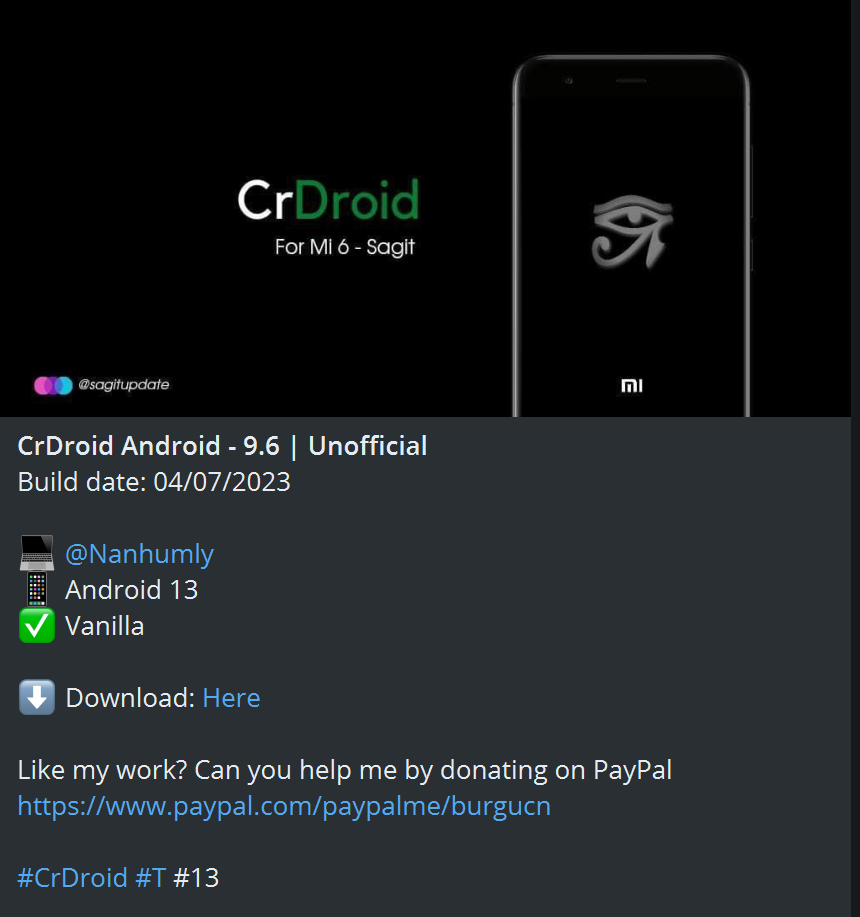 CrDroid
For Mi 6 - Sagit
@sagitupdate
mi
CrDroid Android - 9.6 | Unofficial
Build date: 04/07/2023
@Nanhumly
Android 13
Vanilla
Download: Here
Like my work? Can you help me by donating on PayPal
https://www.paypal.com/paypalme/burgucn
#CrDroid #T #13